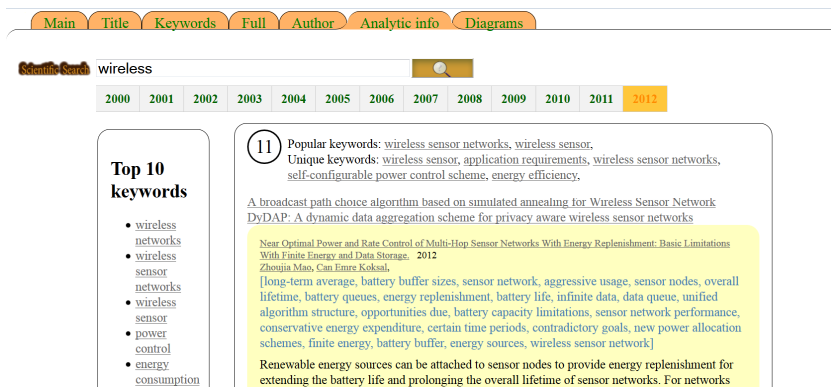 Main Title Keywords Full Author Analytic info Diagrams
Scientific Search wireless
2000 2001 2002 2003 2004 2005 2006 2007 2008 2009 2010 2011 2012
Top 10
keywords
wireless
networks
wireless
sensor
networks
wireless
sensor
power
control
energy
consumption
11
Popular keywords: wireless sensor networks, wireless sensor,
Unique keywords: wireless sensor, application requirements, wireless sensor networks,
self-configurable power control scheme, energy efficiency,
A broadcast path choice algorithm based on simulated annealing for Wireless Sensor Network
DyDAP: A dynamic data aggregation scheme for privacy aware wireless sensor networks
Near Optimal Power and Rate Control of Multi-Hop Sensor Networks With Energy Replenishment: Basic Limitations
With Finite Energy and Data Storage. 2012
Zhoujia Mao, Can Emre Koksal,
[long-term average, battery buffer sizes, sensor network, aggressive usage, sensor nodes, overall
lifetime, battery queues, energy replenishment, battery life, infinite data, data queue, unified
algorithm structure, opportunities due, battery capacity limitations, sensor network performance,
conservative energy expenditure, certain time periods, contradictory goals, new power allocation
schemes, finite energy, battery buffer, energy sources, wireless sensor network]
Renewable energy sources can be attached to sensor nodes to provide energy replenishment for
extending the battery life and prolonging the overall lifetime of sensor networks. For networks